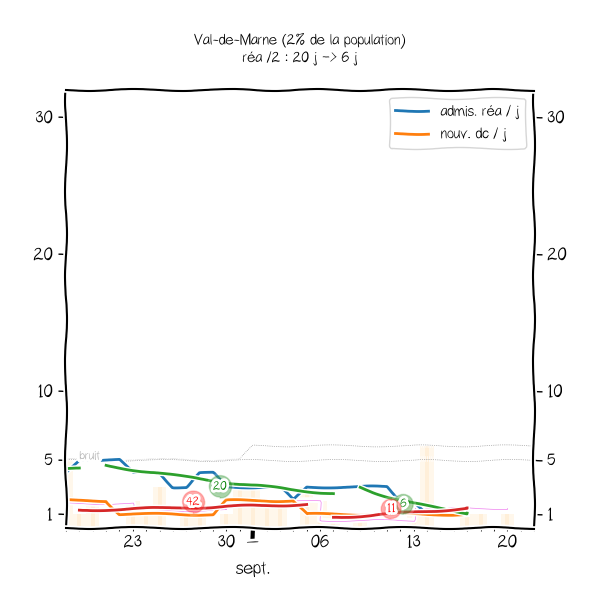 Val-de-Marne (2% de la population)
réa /2 : 20 j -> 6 j
admis. réa / j
nouv. dc / j
30 30
20 20
10 10
5 5
1 1
... bruit
42 20 11 6
23 30 06 13 20
sept.